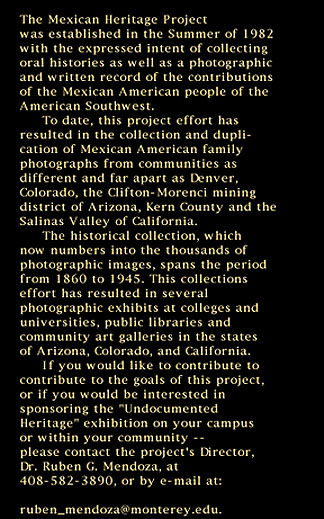 The Mexican Heritage Project
was established in the Summer of 1982
with the expressed intent of collecting
oral histories as well as a photographic
and written record of the contributions
of the Mexican American people of the
American Southwest.
To date, this project effort has
resulted in the collection and dupli-
cation of Mexican American family
photographs from communities as
different and far apart as Denver,
Colorado, the Clifton-Morenci mining
district of Arizona, Kern County and the
Salinas Valley of California.
The historical collection, which
now numbers into the thousands of
photographic images, spans the period
from 1860 to 1945. This collections
effort has resulted in several
photographic exhibits at colleges and
universities, public libraries and
community art galleries in the states
of Arizona, Colorado, and California.
If you would like to contribute to
contribute to the goals of this project,
or if you would be interested in
sponsoring the "Undocumented
Heritage" exhibition on your campus
or within your community --
please contact the project's Director,
Dr. Ruben G. Mendoza, at
408-582-3890, or by e-mail at:
ruben_mendoza@monterey.edu.